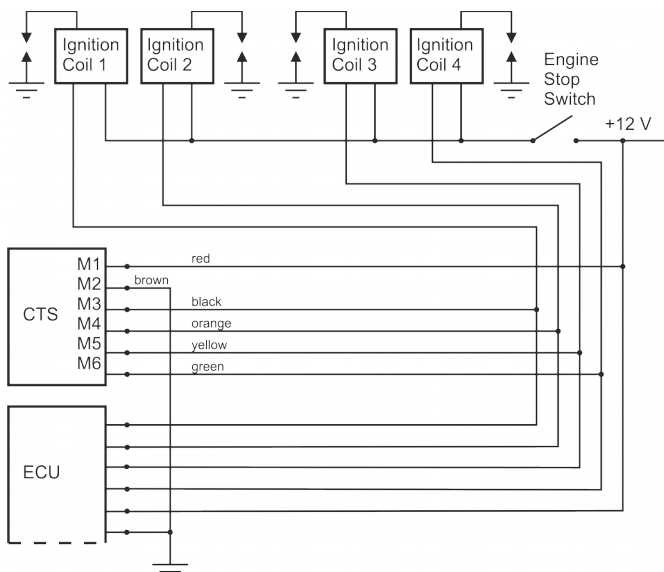 Ignition
Coil 1
Ignition
Coil 2
Ignition
Coil 3
Ignition
Coil 4
Engine
Stop
Switch
+12 V
CTS
M1
M2
M3
M4
M5
M6
red
brown
black
orange
yellow
green
ECU